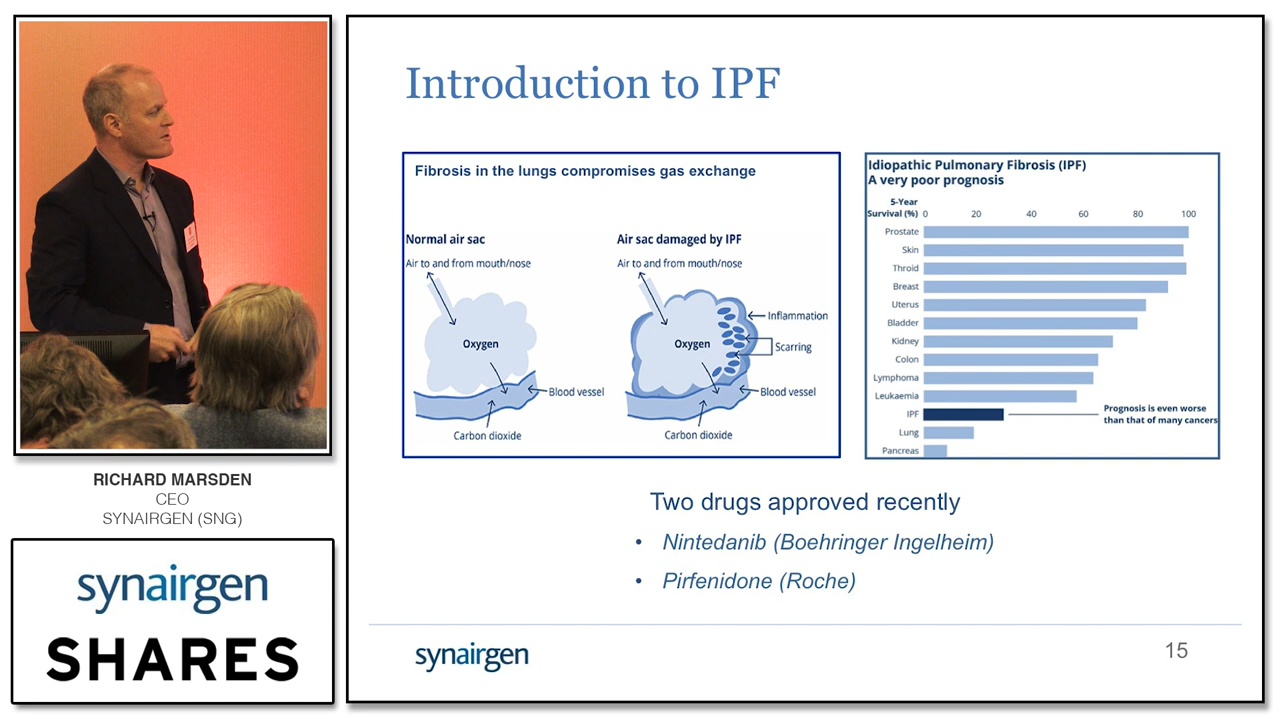 RICHARD MARSDEN
CEO
SYNAIRGEN (SNG)
synairgen
SHARES
Introduction to IPF
Fibrosis in the lungs compromises gas exchange
Normal air sac
Air to and from mouth/nose
Oxygen
Blood vessel
Carbon dioxide
Air sac damaged by IPF
Air to and from mouth/nose
Oxygen
Inflammation
Scarring
Blood vessel
Carbon dioxide
Idiopathic Pulmonary Fibrosis (IPF)
A very poor prognosis
5-Year
Survival (%) 0 20 40 60 80 100
Prostate
Skin
Throid
Breast
Uterus
Bladder
Kidney
Colon
Lymphoma
Leukaemia
IPF
Prognosis is even worse
than that of many cancers
Lung
Pancreas
Two drugs approved recently
• Nintedanib (Boehringer Ingelheim)
• Pirfenidone (Roche)
synairgen
15